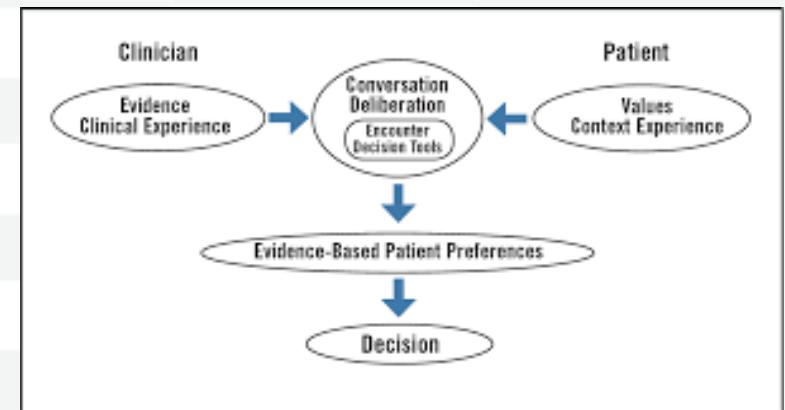 Clinician
Patient
Evidence
Clinical Experience
Conversation
Deliberation
Encounter
Decision Tools
Values
Context Experience
Evidence-Based Patient Preferences
Decision